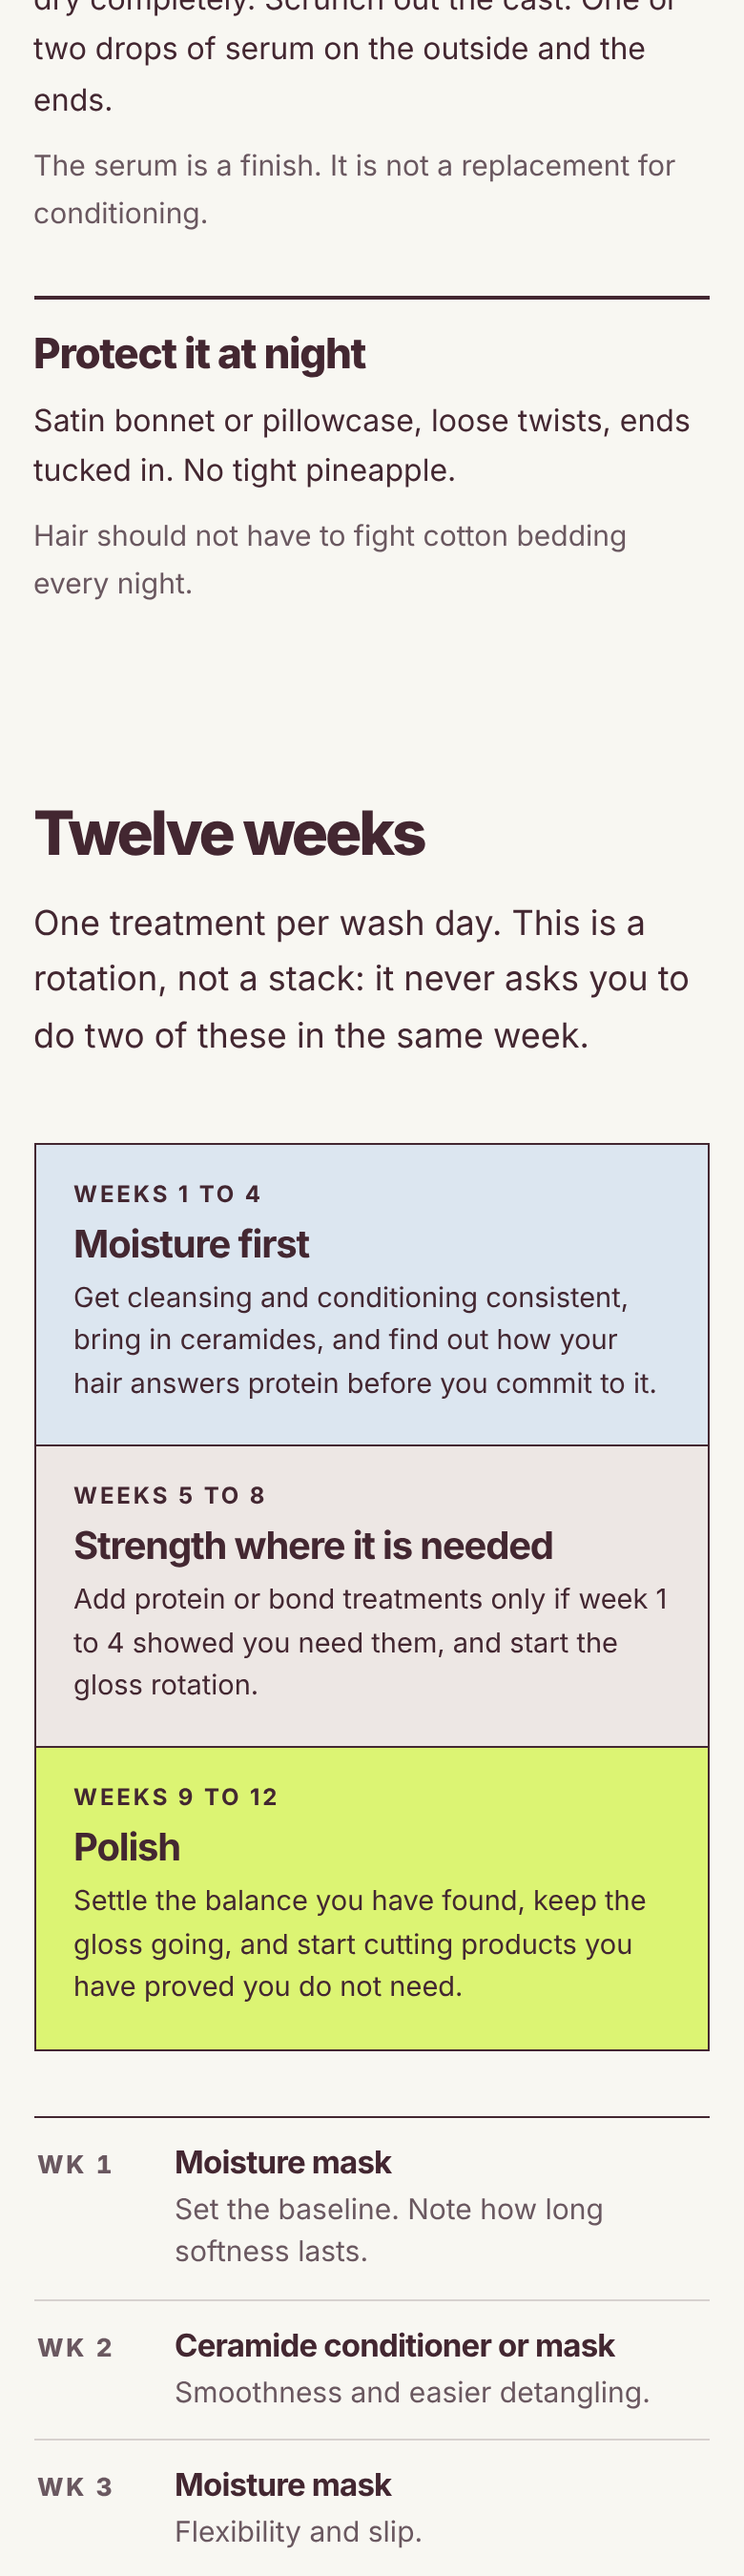 dry completely. Scrunch out the cast. One or
two drops of serum on the outside and the
ends.
The serum is a finish. It is not a replacement for
conditioning.
Protect it at night
Satin bonnet or pillowcase, loose twists, ends
tucked in. No tight pineapple.
Hair should not have to fight cotton bedding
every night.
Twelve weeks
One treatment per wash day. This is a
rotation, not a stack: it never asks you to
do two of these in the same week.
WEEKS 1 TO 4
Moisture first
Get cleansing and conditioning consistent,
bring in ceramides, and find out how your
hair answers protein before you commit to it.
WEEKS 5 TO 8
Strength where it is needed
Add protein or bond treatments only if week 1
to 4 showed you need them, and start the
gloss rotation.
WEEKS 9 TO 12
Polish
Settle the balance you have found, keep the
gloss going, and start cutting products you
have proved you do not need.
WK 1 Moisture mask
Set the baseline. Note how long
softness lasts.
WK 2 Ceramide conditioner or mask
Smoothness and easier detangling.
WK 3 Moisture mask
Flexibility and slip.